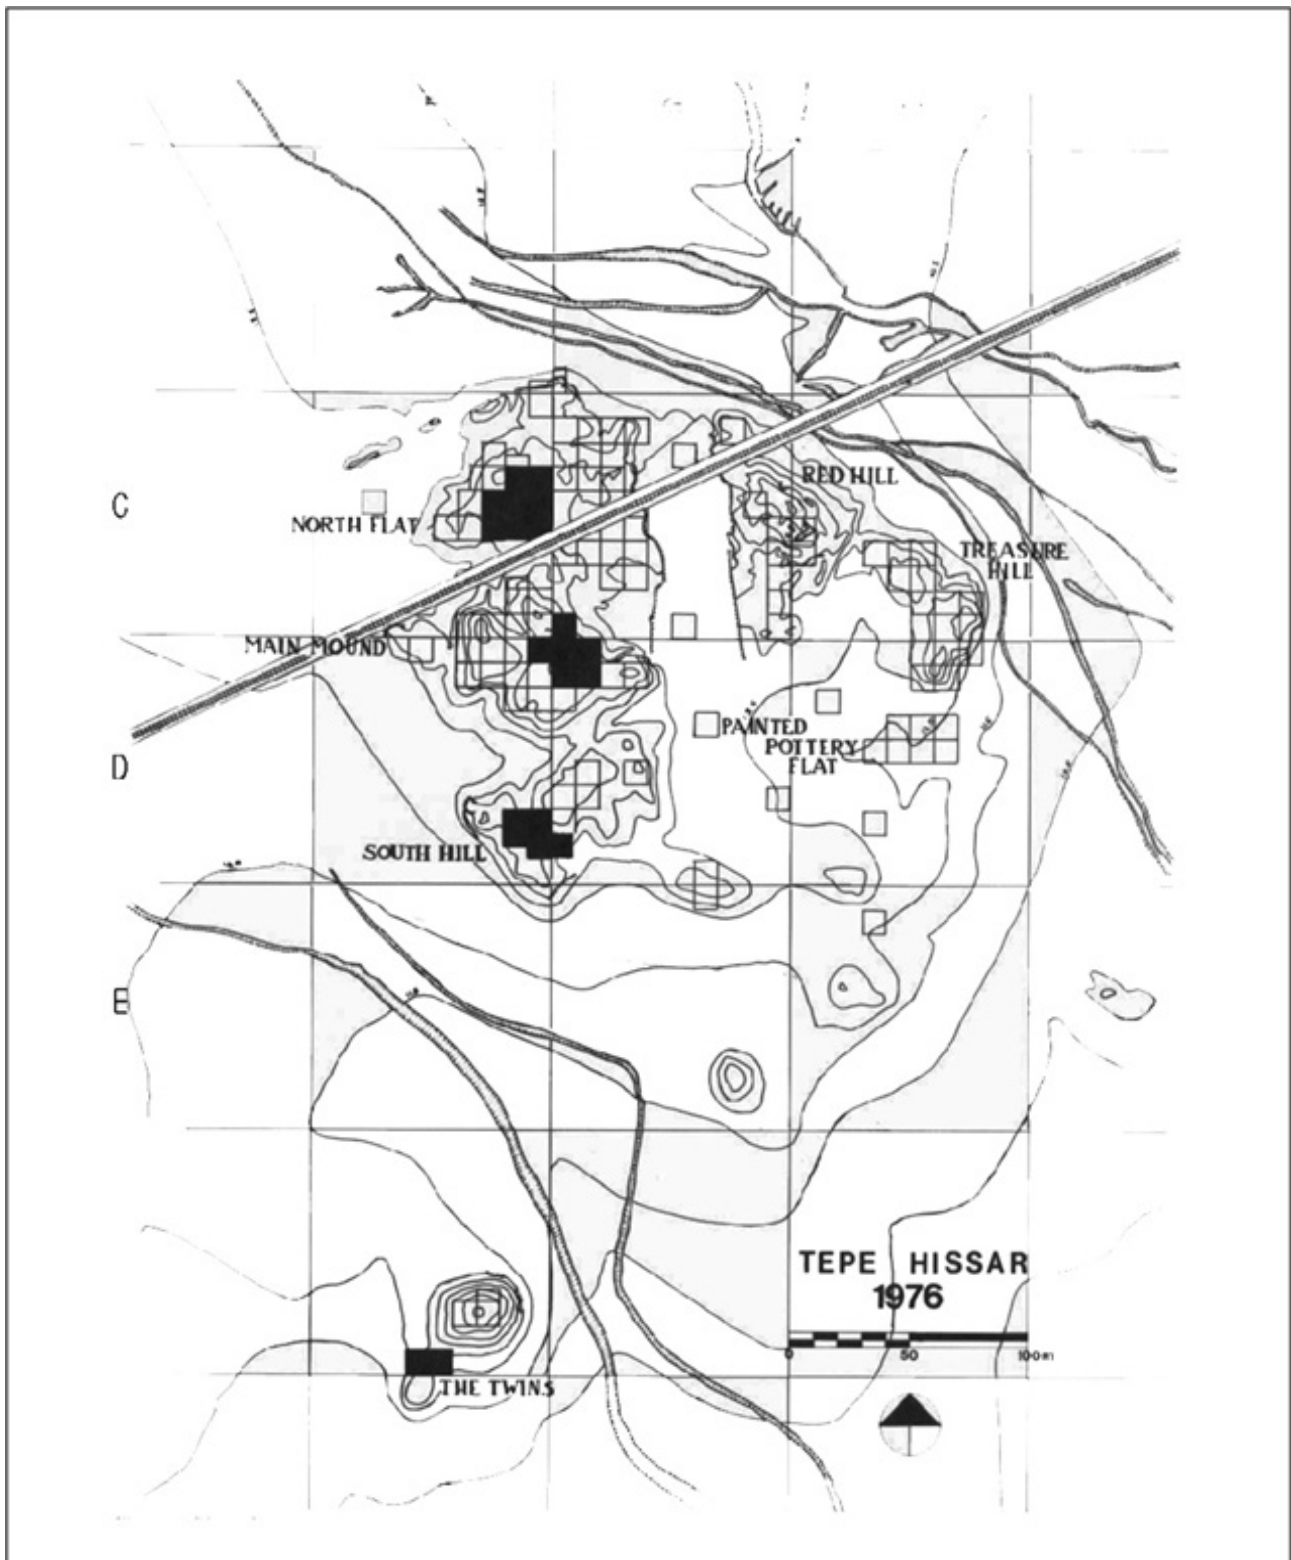 RED HILL
C
NORTH FLAT
TREASURE
HILL
MAIN MOUND
PAINTED
POTTERY
FLAT
D
SOUTH HILL
E
TEPE HISSAR
1976
0 50 100m
THE TWINS